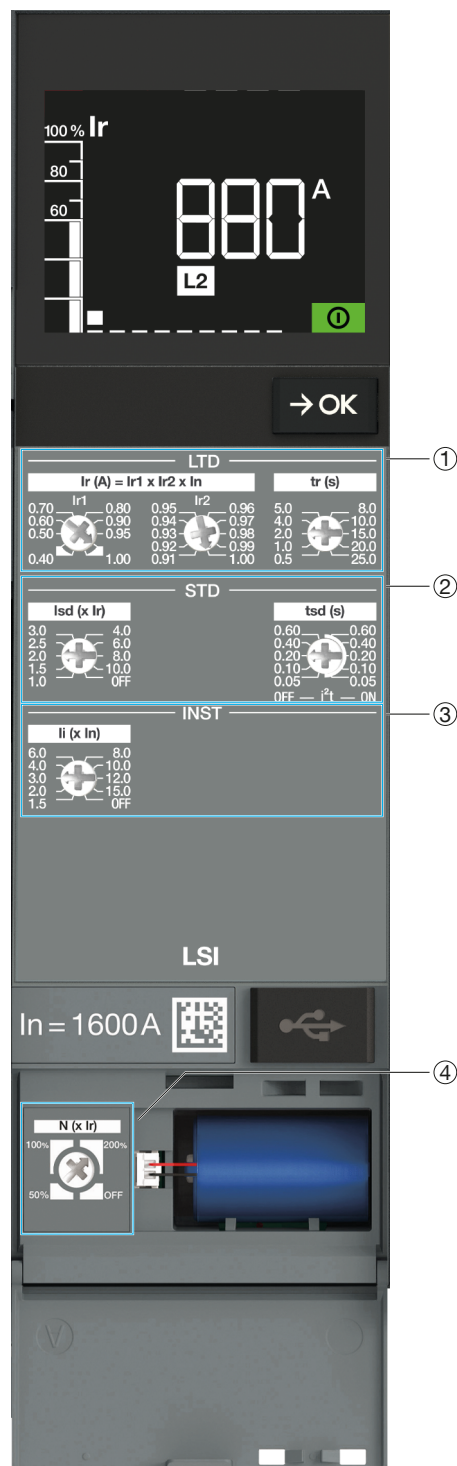 100 % Ir
80
60
880 A
L2
→ OK
1
LTD
Ir (A) = Ir1 x Ir2 x In
tr (s)
Ir1
Ir2
0.70 0.80 0.95 0.96 5.0 8.0
0.60 0.90 0.94 0.97 4.0 10.0
0.50 0.95 0.93 0.98 2.0 15.0
0.92 0.99 1.0 20.0
0.40 1.00 0.91 1.00 0.5 25.0
2
STD
Isd (x Ir)
tsd (s)
3.0 4.0 0.60 0.60
2.5 6.0 0.40 0.40
2.0 8.0 0.20 0.20
1.5 10.0 0.10 0.10
1.0 OFF 0.05 0.05
OFF — i²t — ON
3
INST
Ii (x In)
6.0 8.0
4.0 10.0
3.0 12.0
2.0 15.0
1.5 OFF
LSI
In = 1600 A
4
N (x Ir)
100% 200%
50% OFF
V